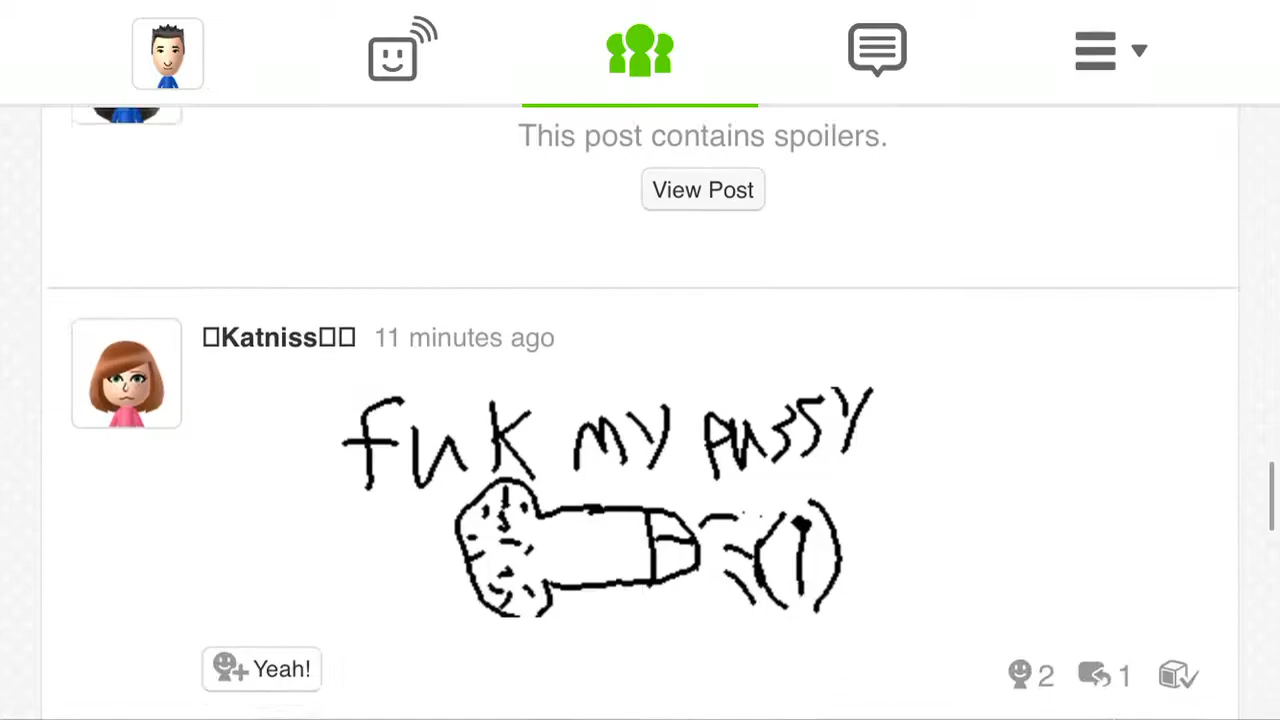 This post contains spoilers.
View Post
□Katniss□□ 11 minutes ago
fuk my pussy
Yeah!
2 1